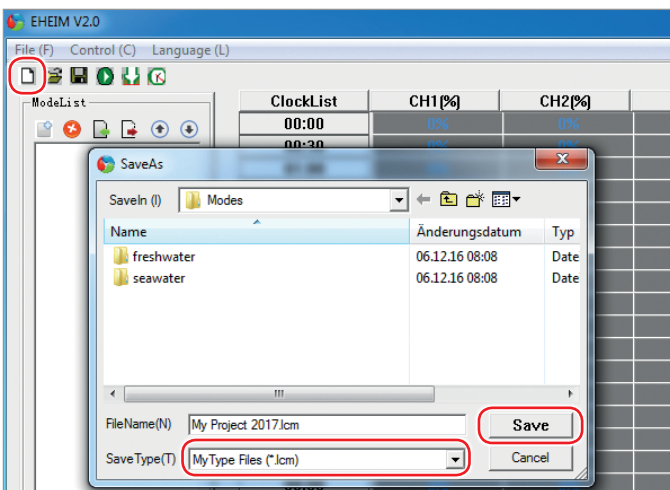 EHEIM V2.0
File (F) Control (C) Language (L)
ModeList
ClockList CH1(%) CH2(%)
00:00 0% 0%
00:30 0% 0%
SaveAs
SaveIn (I) Modes
Name Änderungsdatum Typ
freshwater 06.12.16 08:08 Date
seawater 06.12.16 08:08 Date
FileName(N) My Project 2017.lcm Save
SaveType(T) MyType Files (*.lcm) Cancel